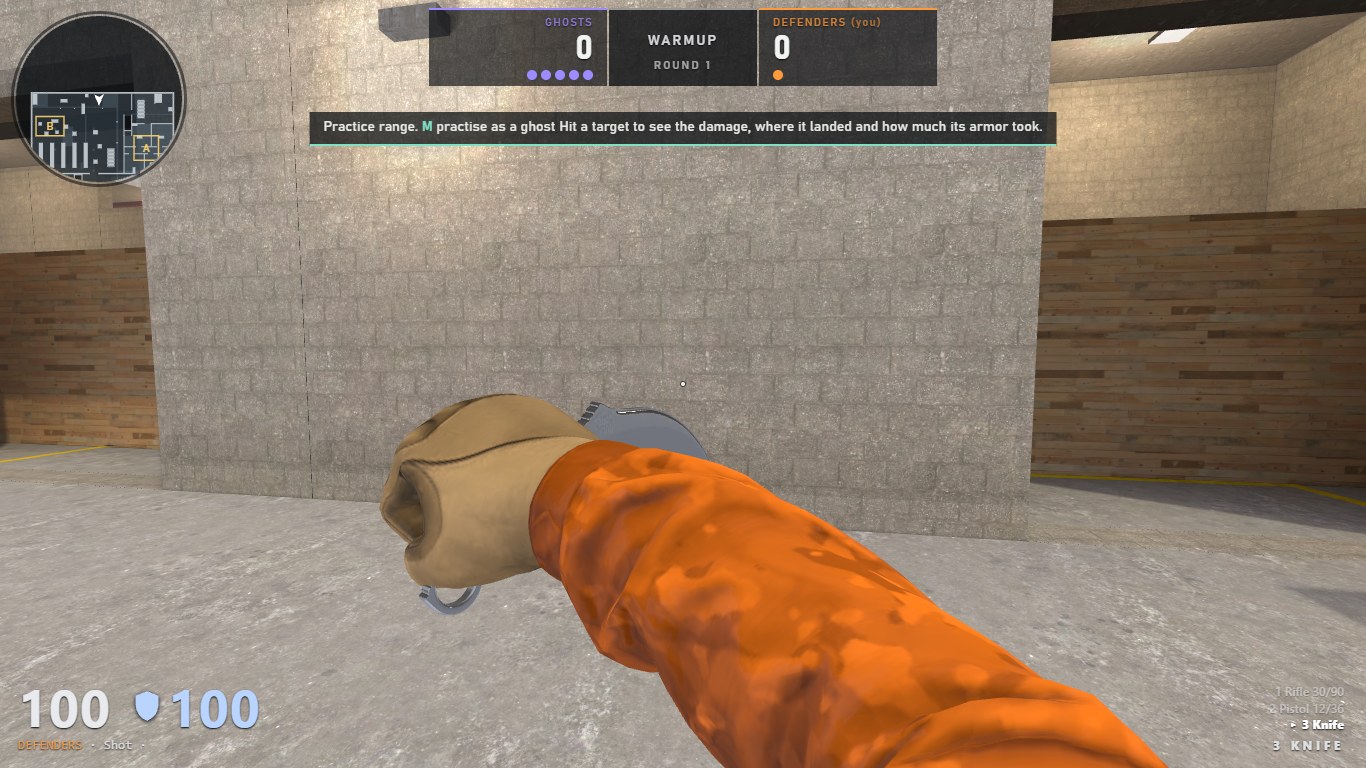 GHOSTS
0
WARMUP
ROUND 1
DEFENDERS (you)
0
B
A
Practice range. M practise as a ghost Hit a target to see the damage, where it landed and how much its armor took.
100 100
DEFENDERS · Shot ·
1 Rifle 30/90
2 Pistol 12/36
▸ 3 Knife
3 KNIFE